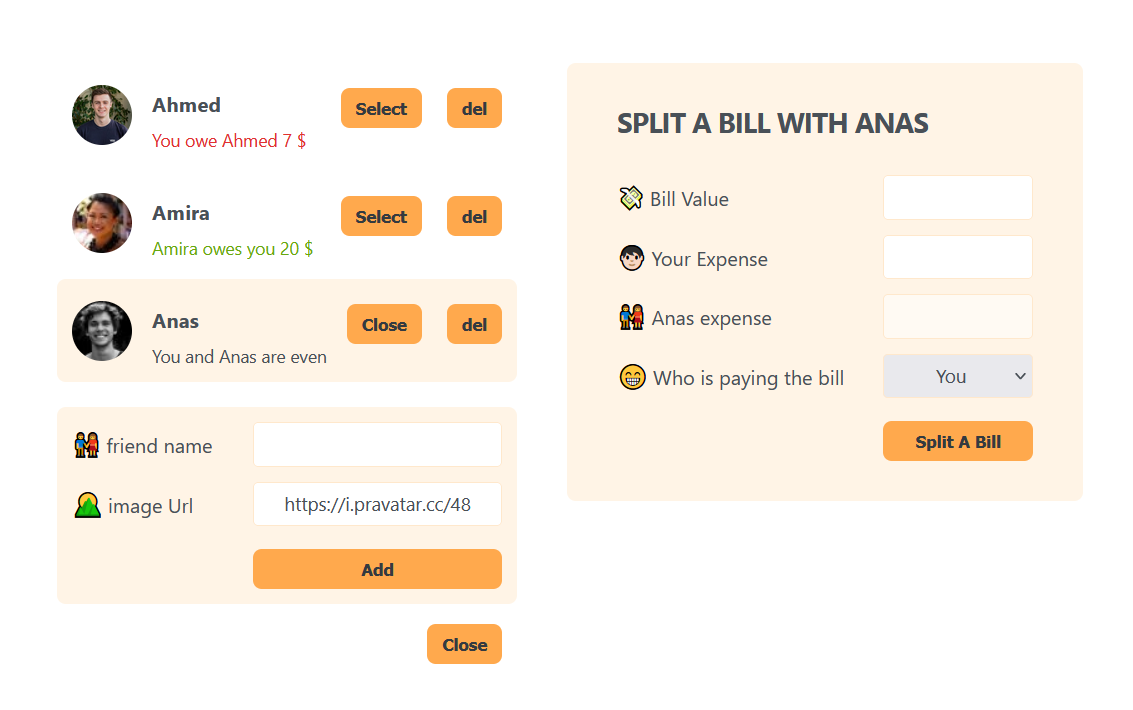 Ahmed
Select
del
You owe Ahmed 7 $
Amira
Select
del
Amira owes you 20 $
Anas
Close
del
You and Anas are even
friend name
image Url
https://i.pravatar.cc/48
Add
Close
SPLIT A BILL WITH ANAS
Bill Value
Your Expense
Anas expense
Who is paying the bill
You
Split A Bill